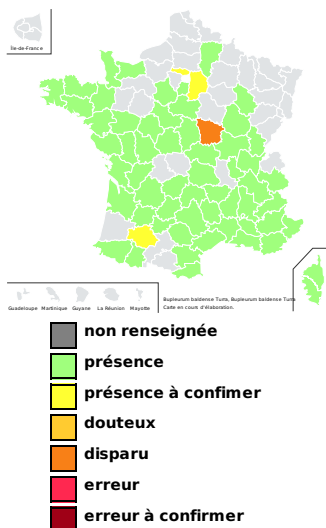 Île-de-France
Guadeloupe Martinique Guyane La Réunion Mayotte
Bupleurum baldense Turra, Bupleurum baldense Turra
Carte en cours d'élaboration.
non renseignée
présence
présence à confimer
douteux
disparu
erreur
erreur à confirmer